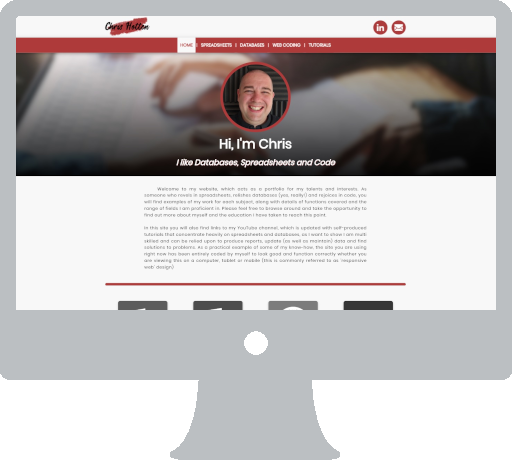 Chris Hatton
in
HOME | SPREADSHEETS | DATABASES | WEB CODING | TUTORIALS
Hi, I'm Chris
I like Databases, Spreadsheets and Code
Welcome to my website, which acts as a portfolio for my talents and interests. As
someone who revels in spreadsheets, relishes databases (yes, really!) and rejoices in code, you
will find examples of my work for each subject, along with details of functions covered and the
range of fields I am proficient in. Please feel free to browse around and take the opportunity to
find out more about myself and the education I have taken to reach this point.
In this site you will also find links to my YouTube channel, which is updated with self-produced
tutorials that concentrate heavily on spreadsheets and databases, as I want to show I am multi
skilled and can be relied upon to produce reports, update (as well as maintain) data and find
solutions to problems. As a practical example of some of my know-how, the site you are using
right now has been entirely coded by myself to look good and function correctly whether you
are viewing this on a computer, tablet or mobile (this is commonly referred to as 'responsive
web' design)